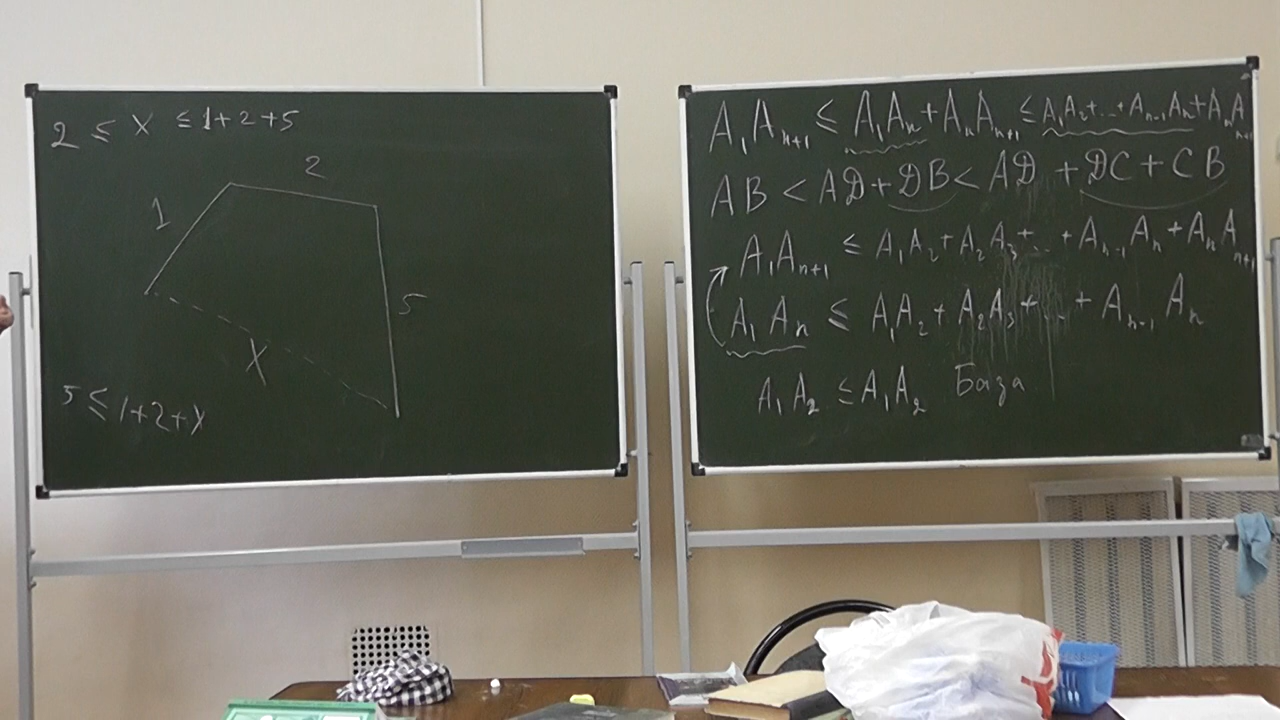 2 ≤ x ≤ 1+2+5
2
1
5
X
5 ≤ 1+2+x
A₁Aₙ₊₁ ≤ A₁Aₙ + AₙAₙ₊₁ ≤ A₁A₂+...+Aₙ₋₁Aₙ+AₙAₙ₊₁
AB < AD + DB < AD + DC + CB
A₁Aₙ₊₁ ≤ A₁A₂+A₂A₃+...+Aₙ₋₁Aₙ+AₙAₙ₊₁
A₁Aₙ ≤ A₁A₂+A₂A₃+...+Aₙ₋₁Aₙ
A₁A₂ ≤ A₁A₂ База